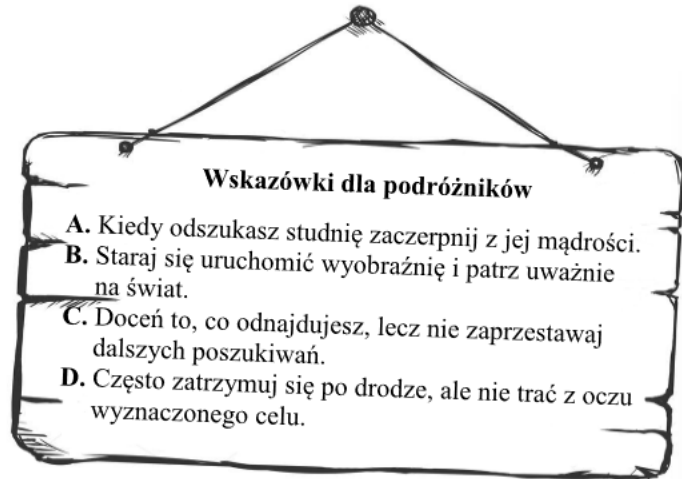 Wskazówki dla podróżników
A. Kiedy odszukasz studnię zaczerpnij z jej mądrości.
B. Staraj się uruchomić wyobraźnię i patrz uważnie
na świat.
C. Doceń to, co odnajdujesz, lecz nie zaprzestawaj
dalszych poszukiwań.
D. Często zatrzymuj się po drodze, ale nie trać z oczu
wyznaczonego celu.